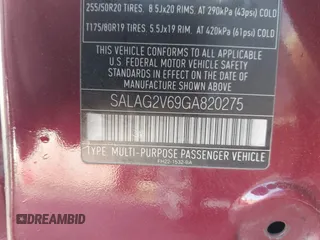 255/50R20 TIRES 8.5Jx20 RIMS. AT 290kPa (43psi) COLD
T175/80R19 TIRES 5.5Jx19 RIM. AT 420kPa (61psi) COLD
THIS VEHICLE CONFORMS TO ALL APPLICABLE
U.S. FEDERAL MOTOR VEHICLE SAFETY STANDARDS
IN EFFECT ON THE DATE OF MANUFACTURE
SHOWN ABOVE.
SALAG2V69GA820275
TYPE: MULTI-PURPOSE PASSENGER VEHICLE
DREAMBID